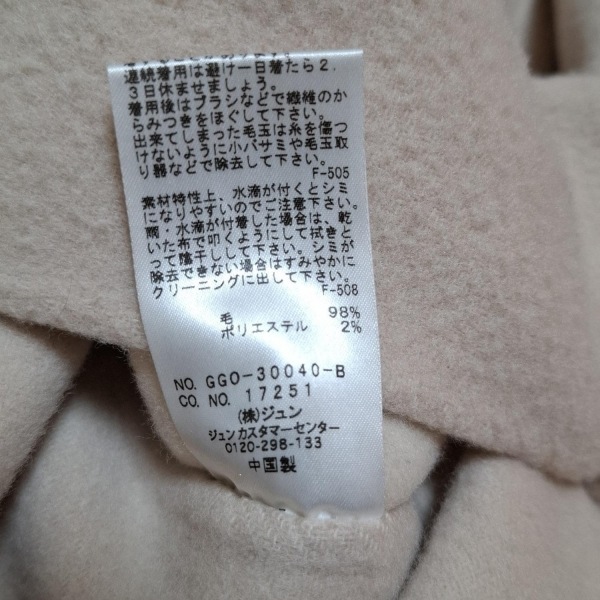 連続着用は避け一日着たら2、
3日休ませましょう。
着用後はブラシなどで繊維のか
らみつきをほぐして下さい。
出来てしまった毛玉は糸を傷つ
けないように小バサミや毛玉取
り器などで除去して下さい。
F-505
素材特性上、水滴が付くとシミ
になりやすいのでご注意下さい。
雨・水滴が付着した場合は、乾
いた布で叩くようにして拭きと
って陰干しして下さい。シミが
除去できない場合はすみやかに
クリーニングに出して下さい。
F-508
毛 98%
ポリエステル 2%
NO. GGO-30040-B
CO. NO. 17251
(株)ジュン
ジュンカスタマーセンター
0120-298-133
中国製